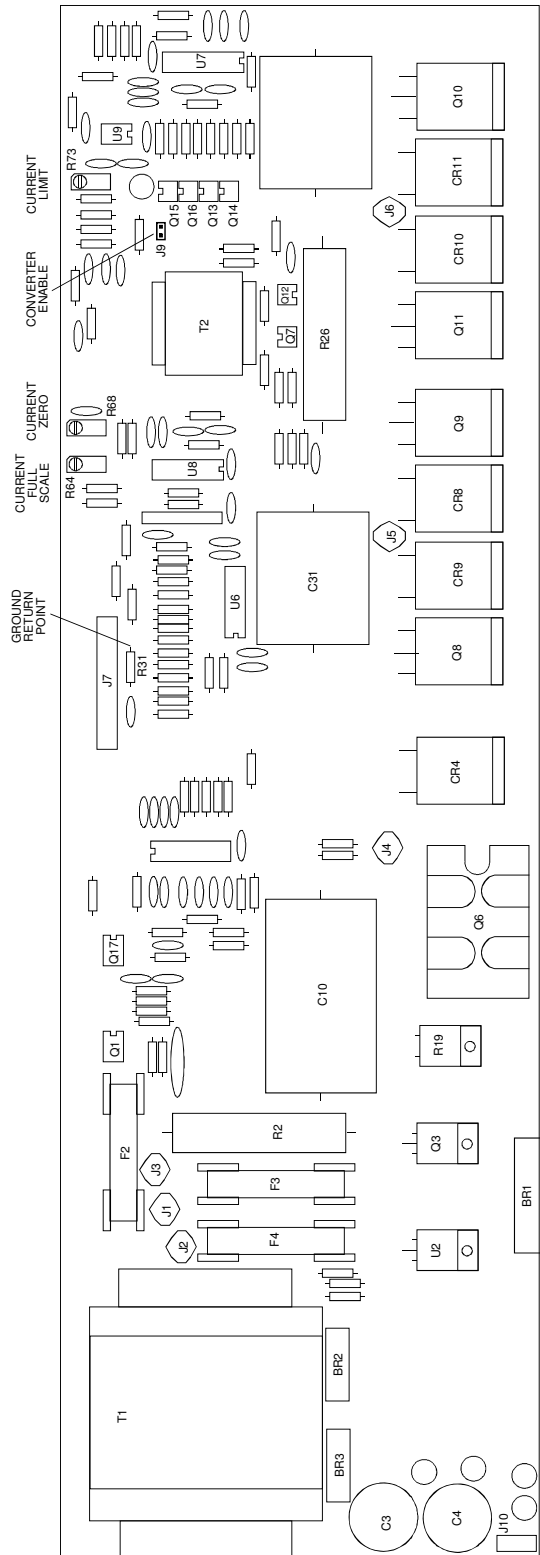 CURRENT
LIMIT
CONVERTER
ENABLE
CURRENT
ZERO
CURRENT
FULL
SCALE
GROUND
RETURN
POINT
U7
U9
R73
Q15
Q16
Q13
Q14
J9
Q10
CR11
J6
CR10
Q11
T2
Q12
Q7
R26
R68
R64
U8
Q9
CR8
J5
CR9
Q8
C31
U6
J7
R31
CR4
J4
Q6
Q17
C10
Q1
R19
F2
R2
Q3
J3
J1
J2
F3
F4
U2
BR1
T1
BR2
BR3
C3
C4
J10